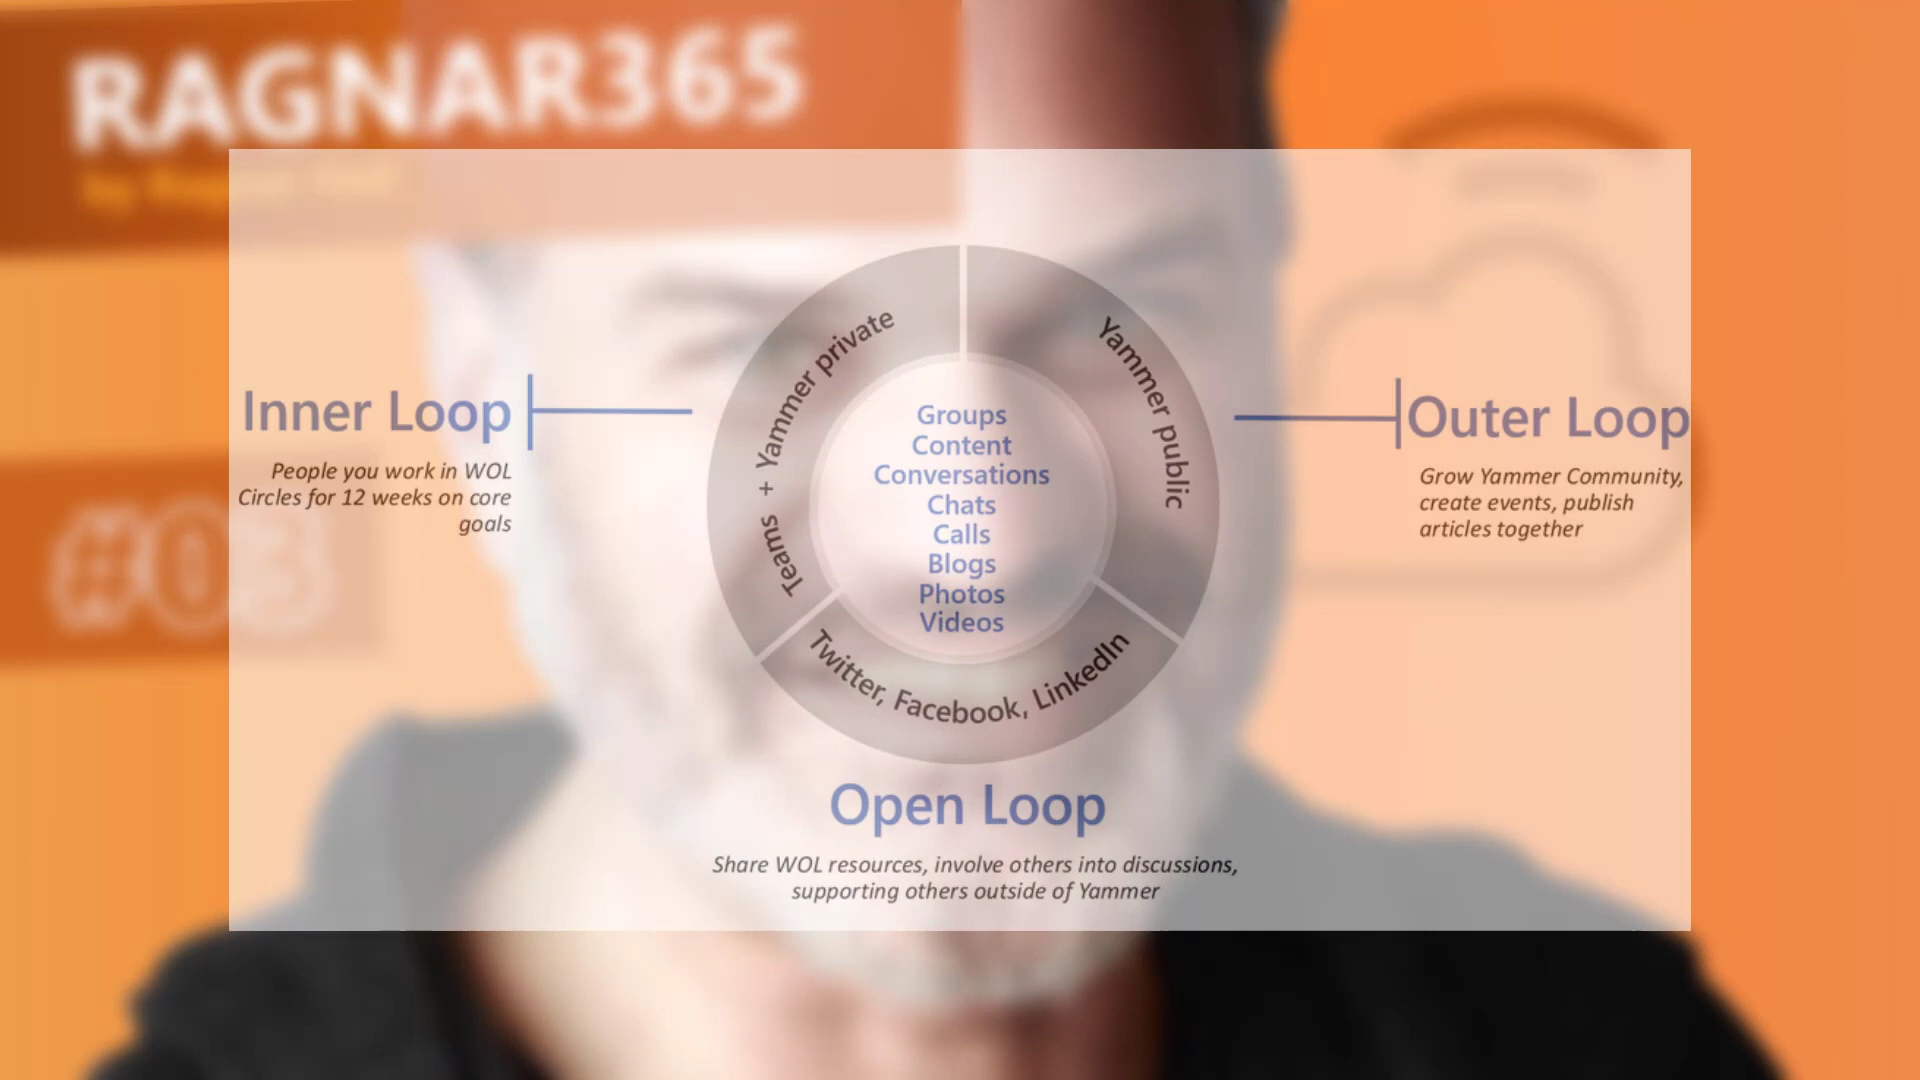 RAGNAR365
#03
Inner Loop
People you work in WOL
Circles for 12 weeks on core
goals
Teams + Yammer private
Yammer public
Twitter, Facebook, LinkedIn
Groups
Content
Conversations
Chats
Calls
Blogs
Photos
Videos
Outer Loop
Grow Yammer Community,
create events, publish
articles together
Open Loop
Share WOL resources, involve others into discussions,
supporting others outside of Yammer